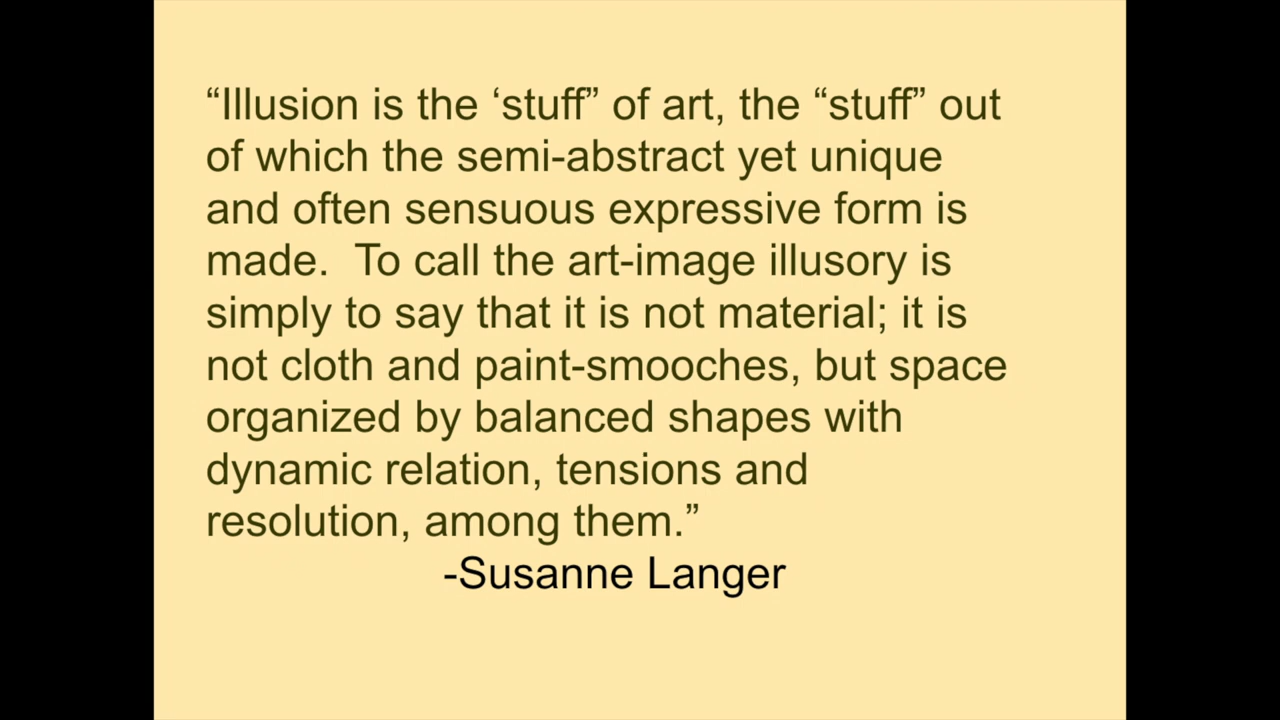 “Illusion is the ‘stuff” of art, the “stuff” out
of which the semi-abstract yet unique
and often sensuous expressive form is
made.  To call the art-image illusory is
simply to say that it is not material; it is
not cloth and paint-smooches, but space
organized by balanced shapes with
dynamic relation, tensions and
resolution, among them.”
-Susanne Langer